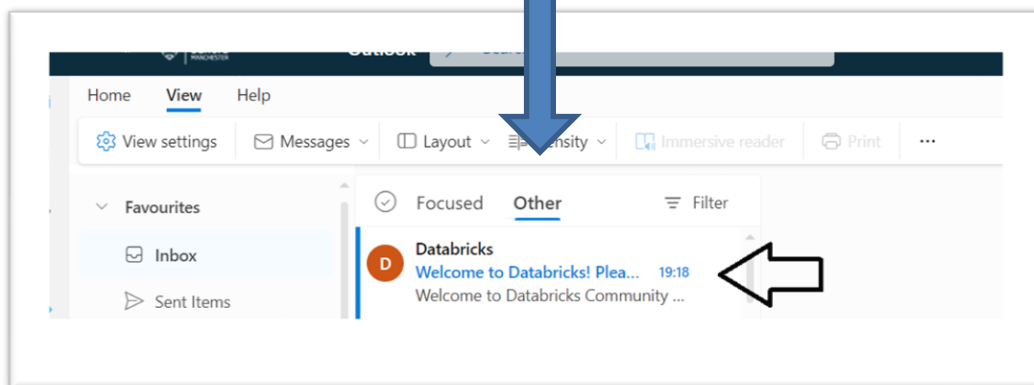 MANCHESTER
Outlook
Home View Help
View settings Messages Layout Immersive reader Print ...
Favourites Focused Other Filter
Inbox
D
Databricks
Welcome to Databricks! Plea... 19:18
Welcome to Databricks Community ...
Sent Items